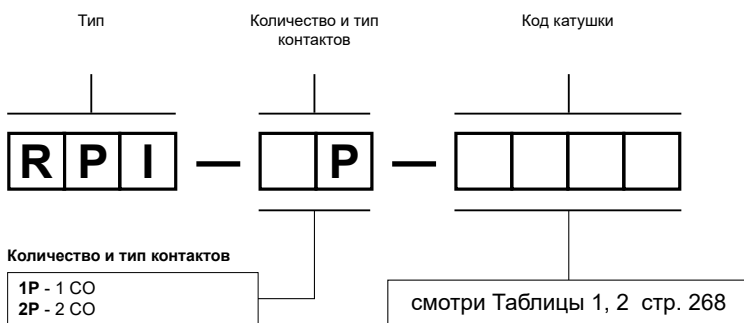 Тип
Количество и тип
контактов
Код катушки
RPI — P —
Количество и тип контактов
1P - 1 CO
2P - 2 CO
смотри Таблицы 1, 2 стр. 268